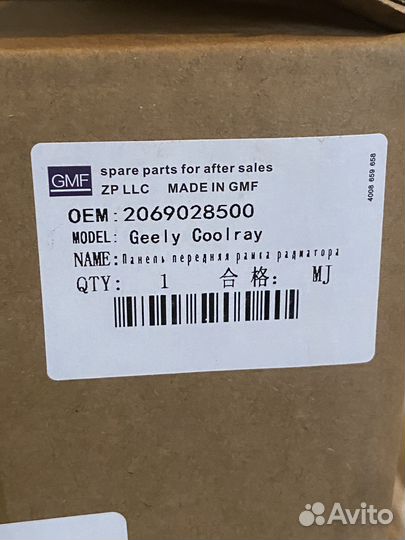 GMF
spare parts for after sales
ZP LLC MADE IN GMF
4008 659 658
OEM: 2069028500
MODEL: Geely Coolray
NAME: Панель передняя рамка радиатора
QTY: 1 合格: MJ
Avito